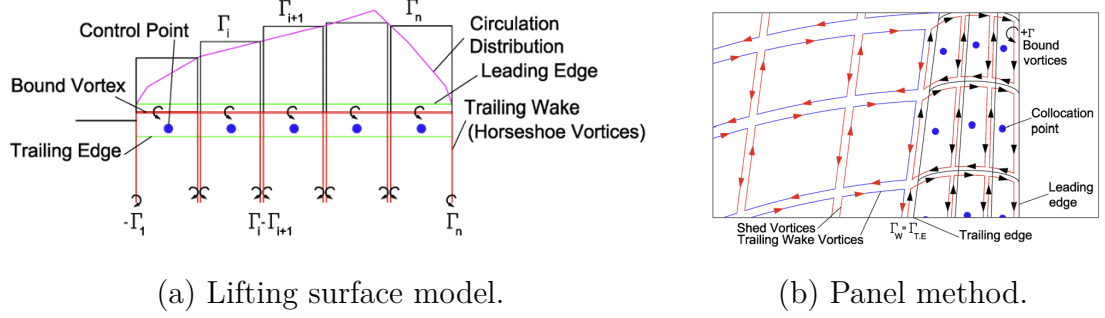 Γi
Γi+1
Γn
Control Point
Circulation
Distribution
Leading Edge
Bound Vortex
Trailing Wake
(Horseshoe Vortices)
Trailing Edge
-Γ1
Γi-Γi+1
Γn
(a) Lifting surface model.
+Γ
Bound
vortices
Collocation
point
Leading
edge
Shed Vortices
Trailing Wake Vortices
ΓW = ΓT.E
Trailing edge
(b) Panel method.